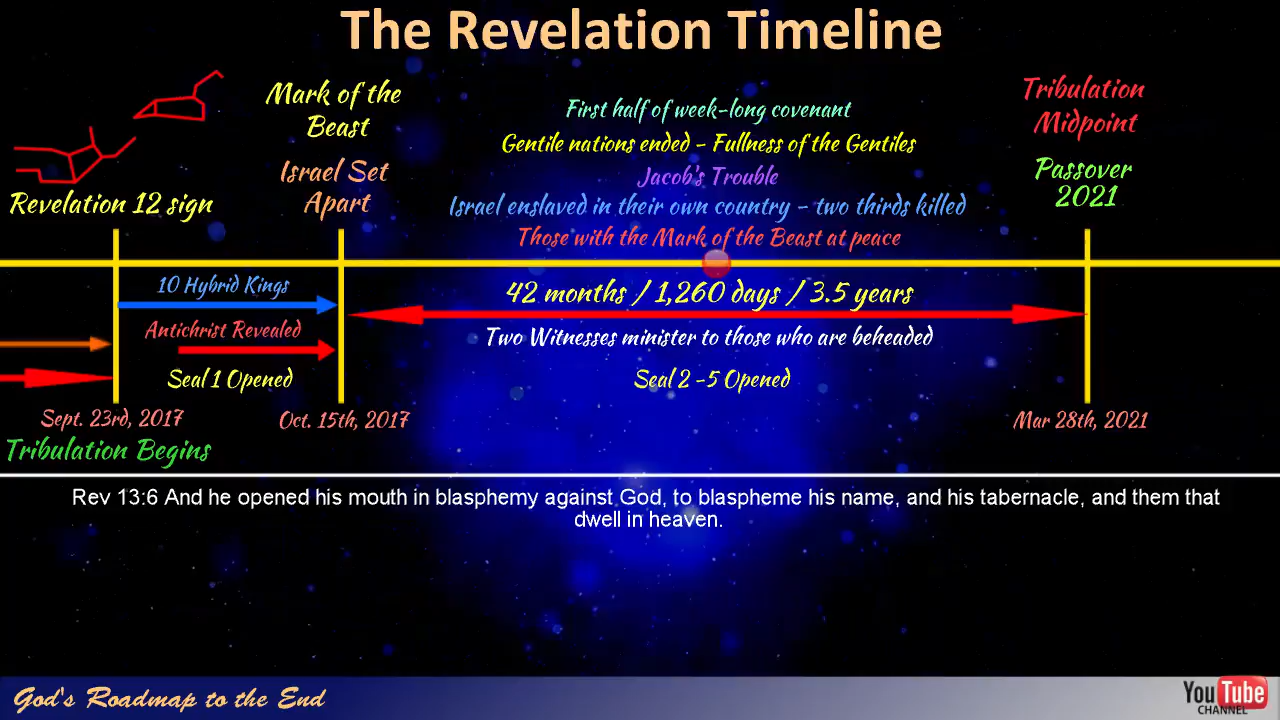 The Revelation Timeline
Mark of the
Beast
Israel Set
Apart
Revelation 12 sign
First half of week-long covenant
Gentile nations ended - Fullness of the Gentiles
Jacob's Trouble
Israel enslaved in their own country - two thirds killed
Those with the Mark of the Beast at peace
Tribulation
Midpoint
Passover
2021
10 Hybrid Kings
Antichrist Revealed
Seal 1 Opened
42 months / 1,260 days / 3.5 years
Two Witnesses minister to those who are beheaded
Seal 2 -5 Opened
Sept. 23rd, 2017
Tribulation Begins
Oct. 15th, 2017
Mar 28th, 2021
Rev 13:6 And he opened his mouth in blasphemy against God, to blaspheme his name, and his tabernacle, and them that
dwell in heaven.
God's Roadmap to the End
YouTube
CHANNEL